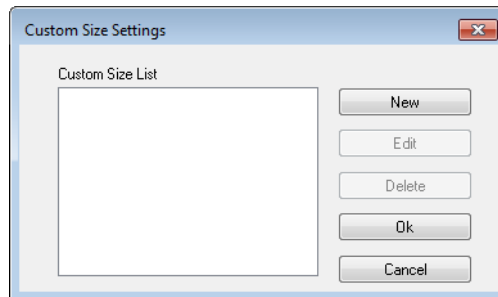 Custom Size Settings
Custom Size List
New
Edit
Delete
Ok
Cancel